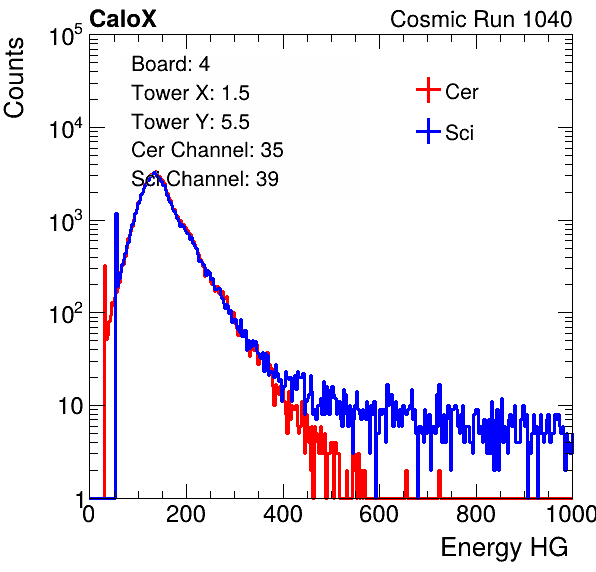 CaloX
Cosmic Run 1040
Counts
Board: 4
Tower X: 1.5
Tower Y: 5.5
Cer Channel: 35
Sci Channel: 39
Cer
Sci
10^5
10^4
10^3
10^2
10
1
0 200 400 600 800 1000
Energy HG